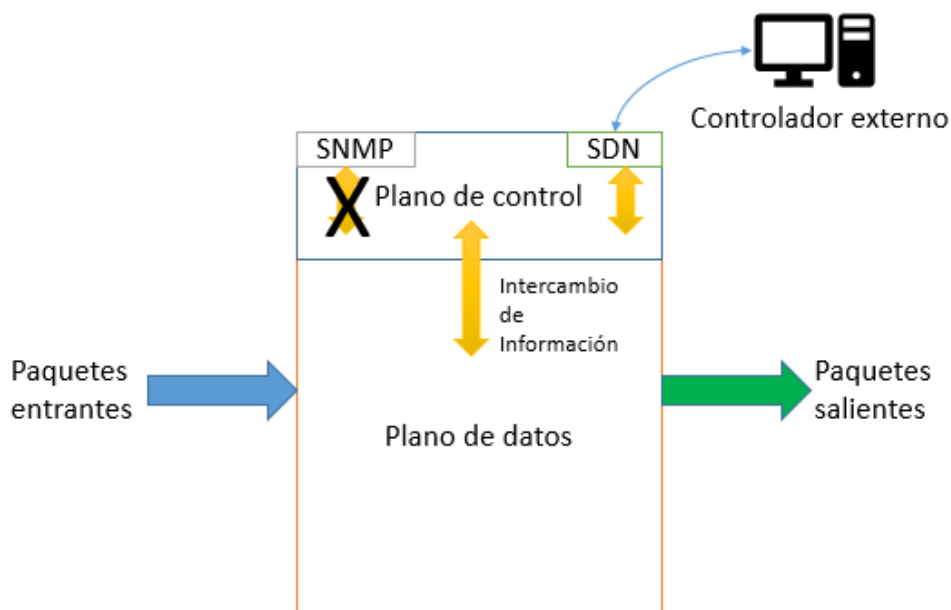 Controlador externo
SNMP
SDN
Plano de control
X
Intercambio
de
Información
Paquetes
entrantes
Paquetes
salientes
Plano de datos